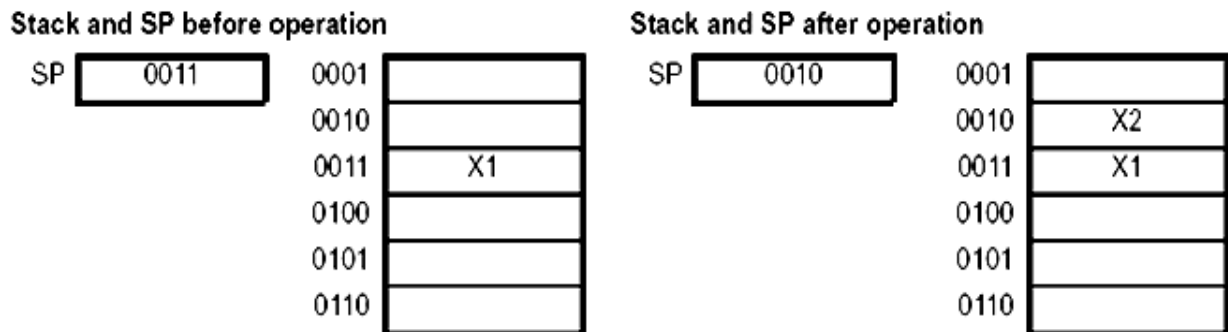 Stack and SP before operation
SP 0011
0001
0010
0011 X1
0100
0101
0110
Stack and SP after operation
SP 0010
0001
0010 X2
0011 X1
0100
0101
0110